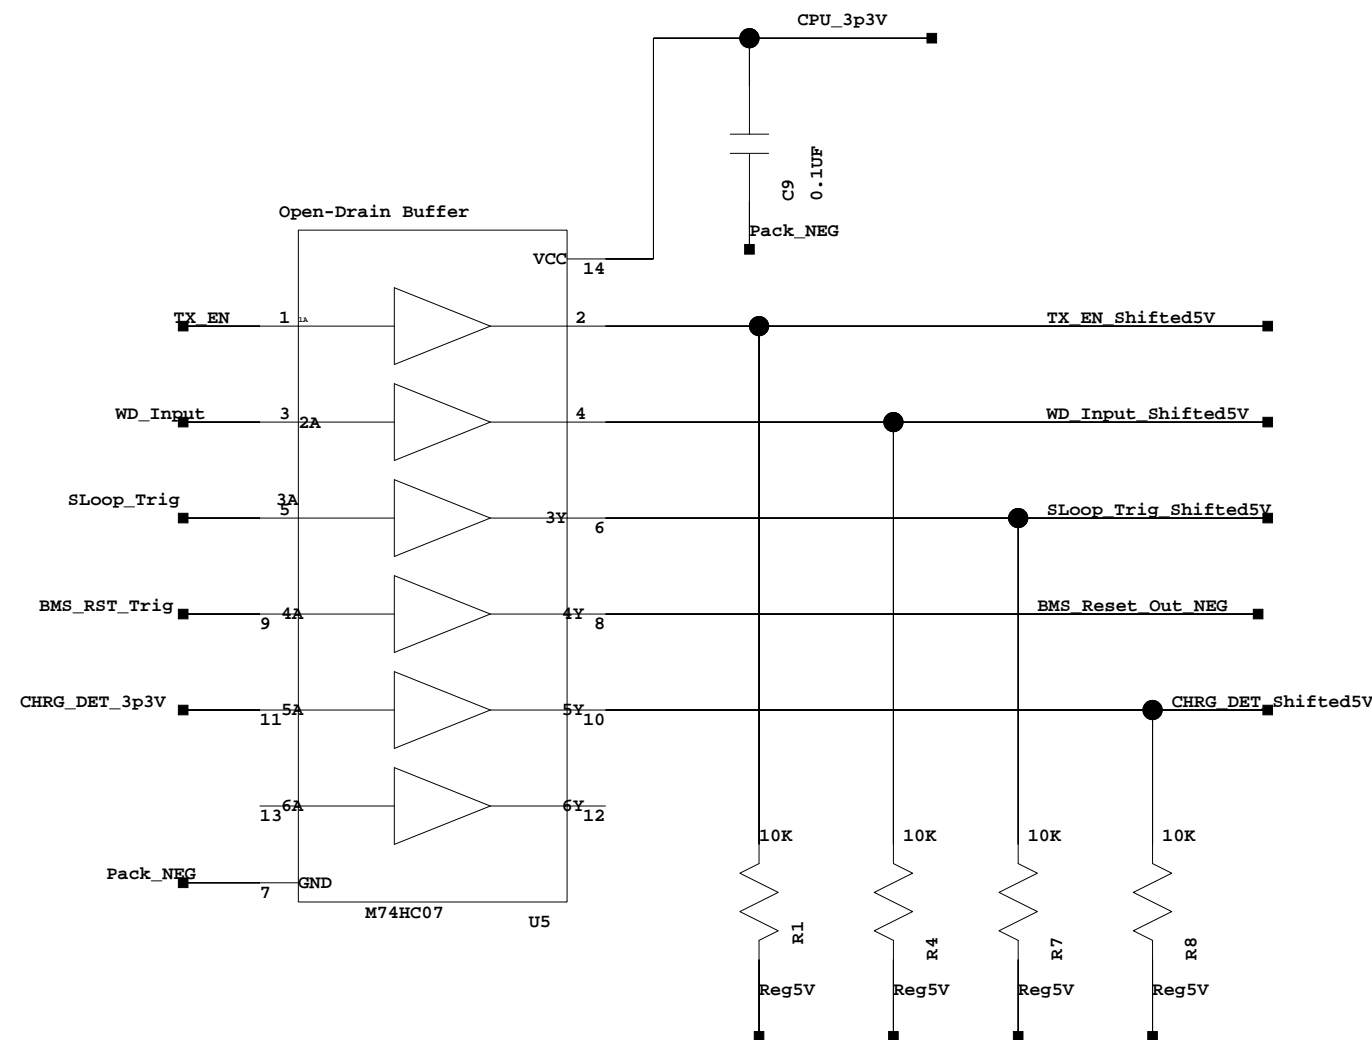 CPU_3p3V
C9
0.1UF
Pack_NEG
Open-Drain Buffer
VCC
14
TX_EN
1
1A
2
TX_EN_Shifted5V
WD_Input
3
2A
4
WD_Input_Shifted5V
SLoop_Trig
3A
5
3Y
6
SLoop_Trig_Shifted5V
BMS_RST_Trig
9
4A
4Y
8
BMS_Reset_Out_NEG
CHRG_DET_3p3V
11
5A
5Y
10
CHRG_DET_Shifted5V
13
6A
6Y
12
Pack_NEG
7
GND
M74HC07
U5
10K
10K
10K
10K
R1
R4
R7
R8
Reg5V
Reg5V
Reg5V
Reg5V